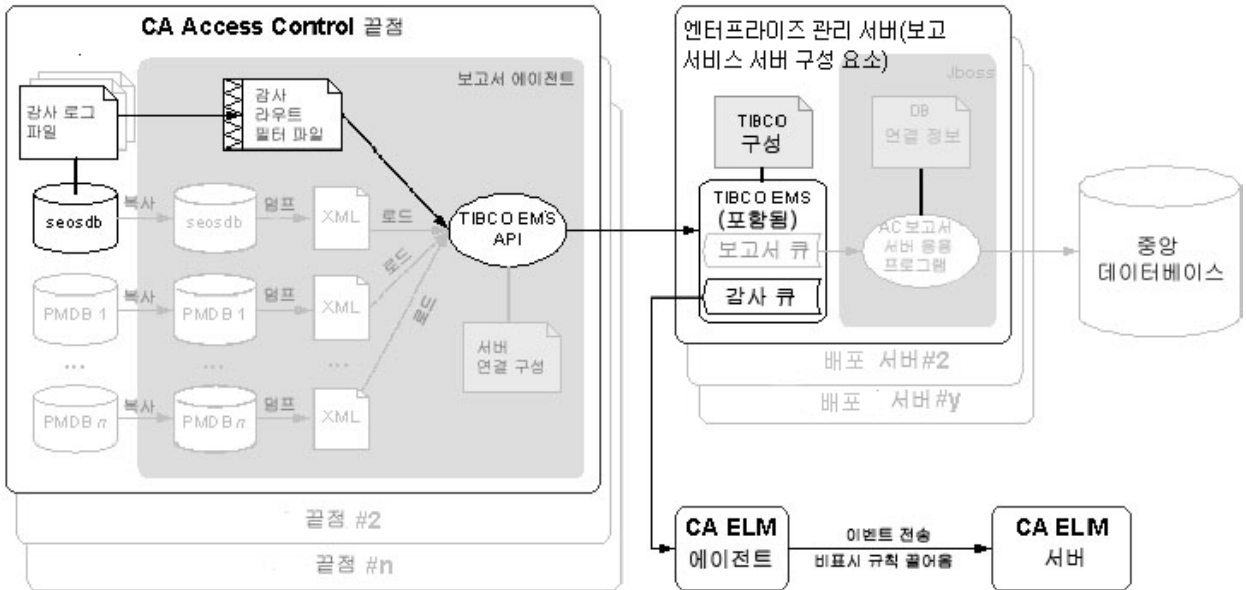 CA Access Control 끝점
보고서 에이전트
감사 로그
파일
감사
라우트
필터 파일
seosdb
복사
seosdb
덤프
XML
로드
TIBCO EMS
API
PMDB 1
복사
PMDB 1
덤프
XML
로드
...
...
...
PMDB n
복사
PMDB n
덤프
XML
로드
서버
연결 구성
끝점 #2
끝점 #n
엔터프라이즈 관리 서버(보고
서비스 서버 구성 요소)
Jboss
TIBCO
구성
DB
연결 정보
TIBCO EMS
(포함됨)
보고서 큐
감사 큐
AC 보고서
서버 응용
프로그램
중앙
데이터베이스
배포 서버#2
배포 서버#y
CA ELM
에이전트
이벤트 전송
비표시 규칙 끌어옴
CA ELM
서버